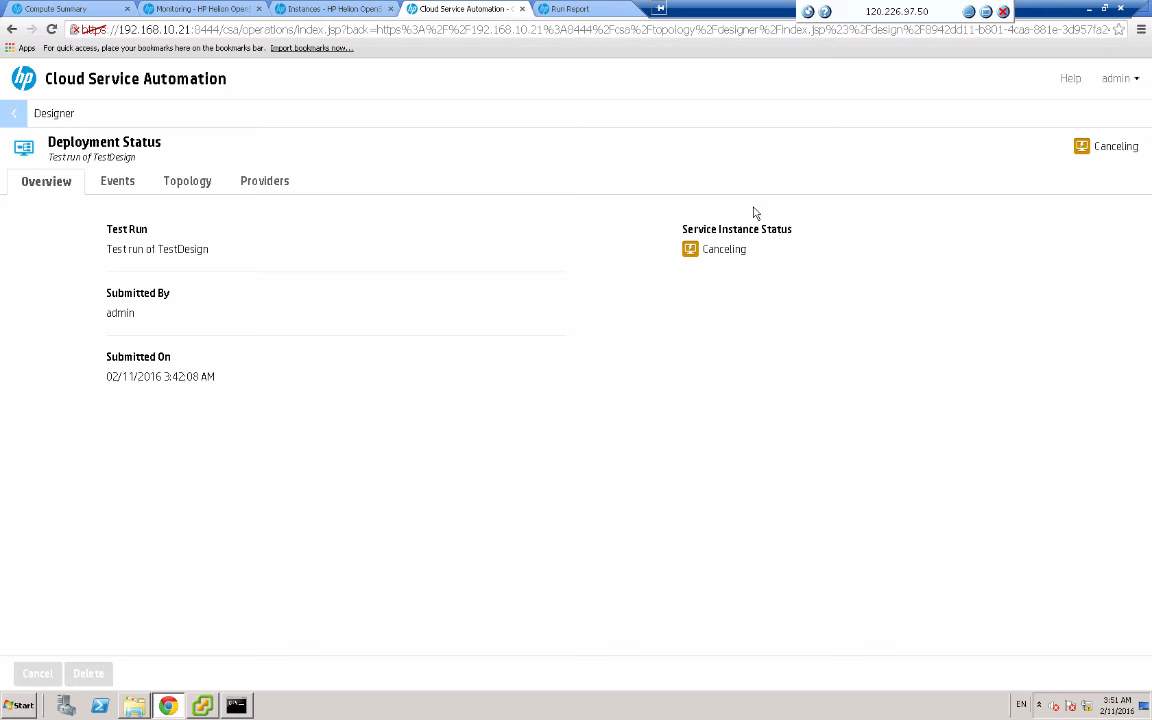 Compute Summary
Monitoring - HP Helion Open
Instances - HP Helion OpenS
Cloud Service Automation - C
Run Report
120.226.97.50
https://192.168.10.21:8444/csa/operations/index.jsp?back=https%3A%2F%2F192.168.10.21%3A8444%2Fcsa%2Ftopology%2Fdesigner%2Findex.jsp%23%2Fdesign%2F8942dd11-b801-4caa-881e-3d957fa24
Apps For quick access, place your bookmarks here on the bookmarks bar. Import bookmarks now...
hp Cloud Service Automation
Help admin
Designer
Deployment Status
Test run of TestDesign
Canceling
Overview Events Topology Providers
Test Run
Test run of TestDesign
Service Instance Status
Canceling
Submitted By
admin
Submitted On
02/11/2016 3:42:08 AM
Cancel Delete
Start
EN
3:51 AM
2/11/2016